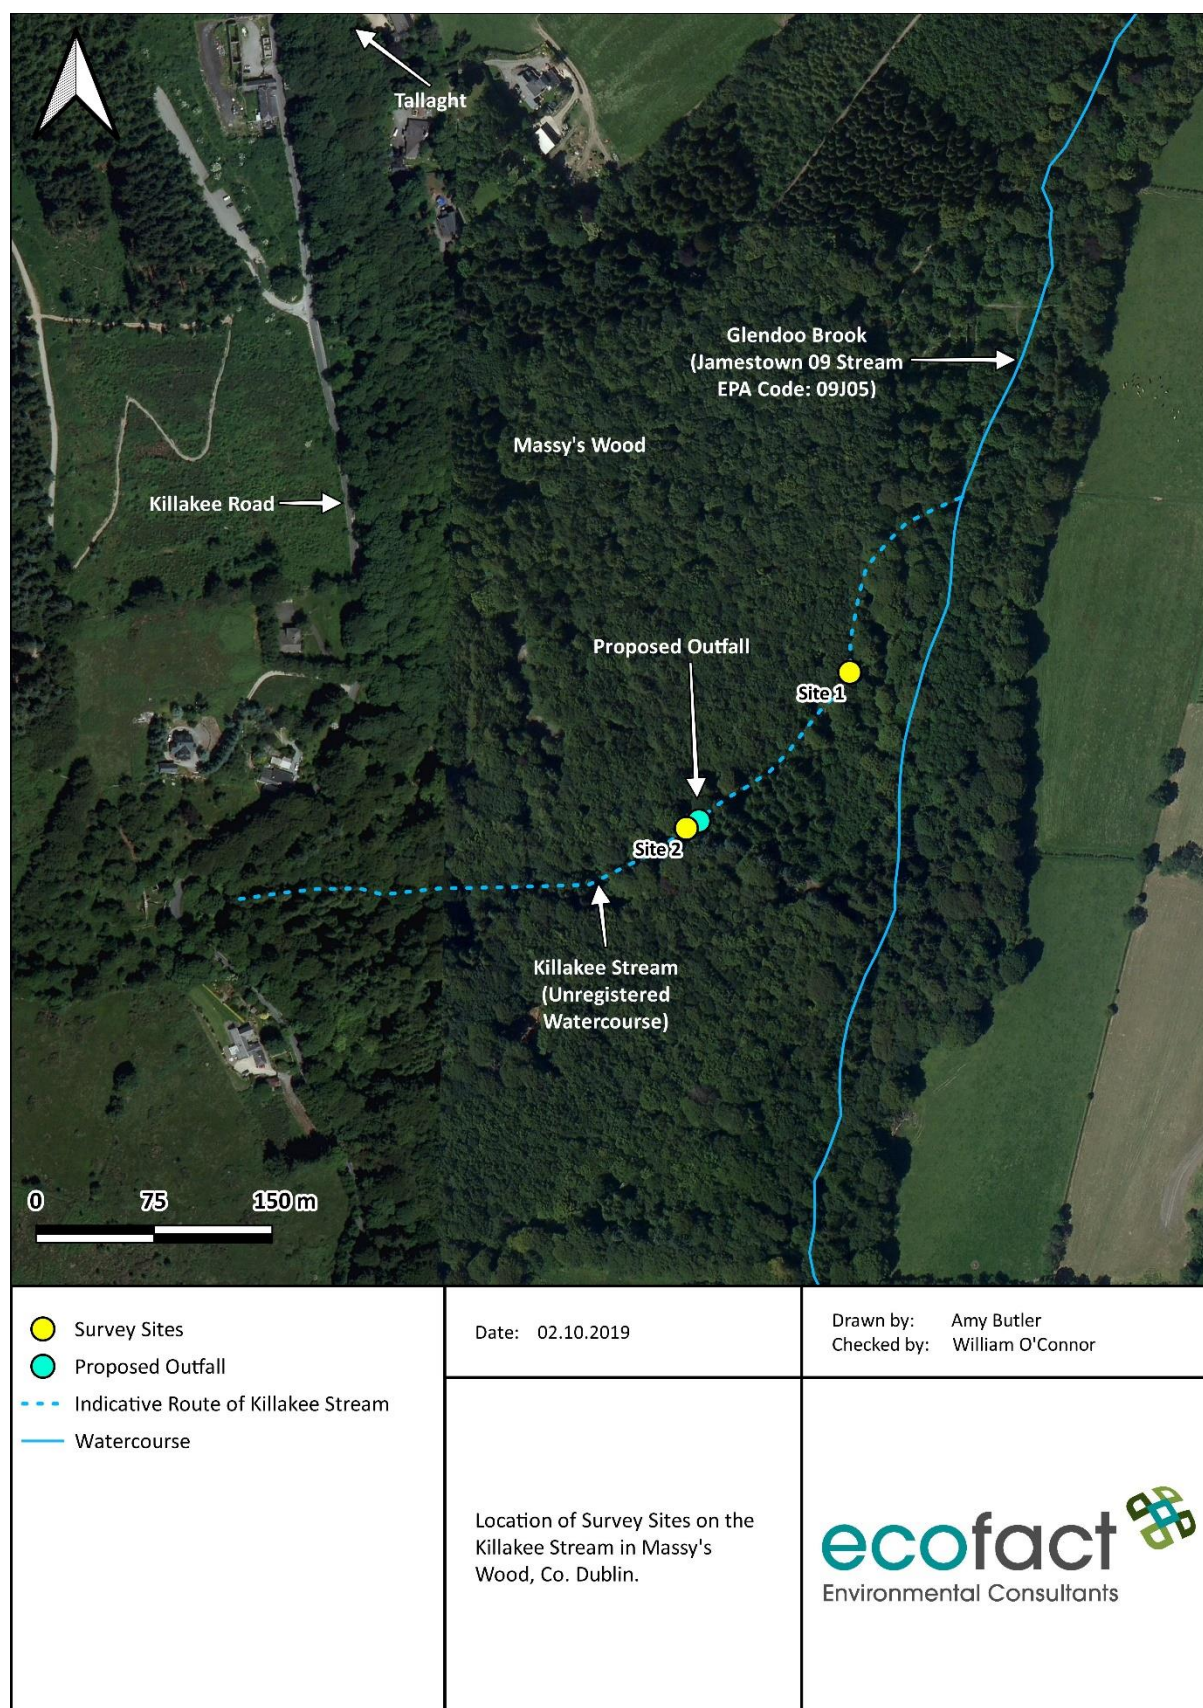 Tallaght
Glendoo Brook
(Jamestown 09 Stream
EPA Code: 09J05)
Massy's Wood
Killakee Road
Proposed Outfall
Site 1
Site 2
Killakee Stream
(Unregistered
Watercourse)
0 75 150 m
Survey Sites
Proposed Outfall
Indicative Route of Killakee Stream
Watercourse
Date: 02.10.2019
Drawn by: Amy Butler
Checked by: William O'Connor
Location of Survey Sites on the
Killakee Stream in Massy's
Wood, Co. Dublin.
ecofact
Environmental Consultants